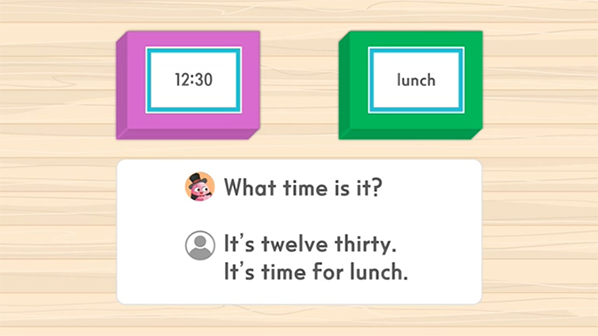 12:30
lunch
What time is it?
It's twelve thirty.
It's time for lunch.